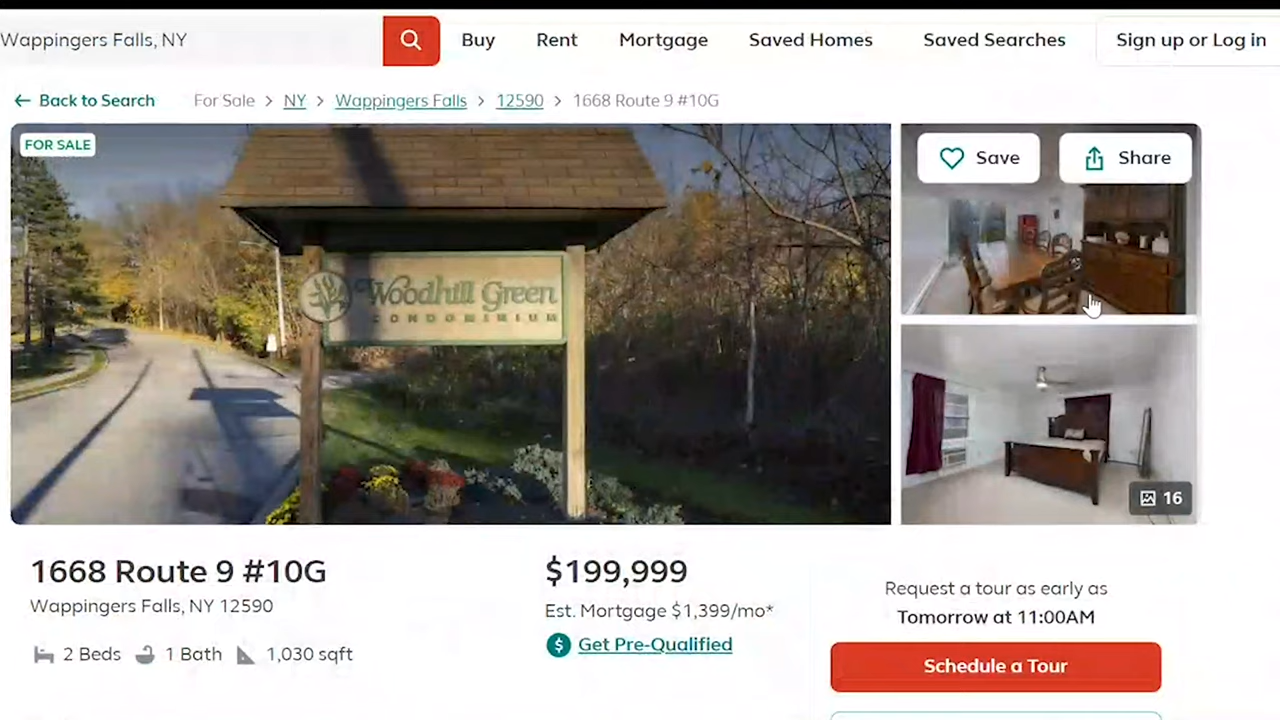 Wappingers Falls, NY
Buy
Rent
Mortgage
Saved Homes
Saved Searches
Sign up or Log in
Back to Search
For Sale > NY > Wappingers Falls > 12590 > 1668 Route 9 #10G
FOR SALE
Save
Share
Woodhill Green
CONDOMINIUM
16
1668 Route 9 #10G
Wappingers Falls, NY 12590
2 Beds
1 Bath
1,030 sqft
$199,999
Est. Mortgage $1,399/mo*
$ Get Pre-Qualified
Request a tour as early as
Tomorrow at 11:00AM
Schedule a Tour